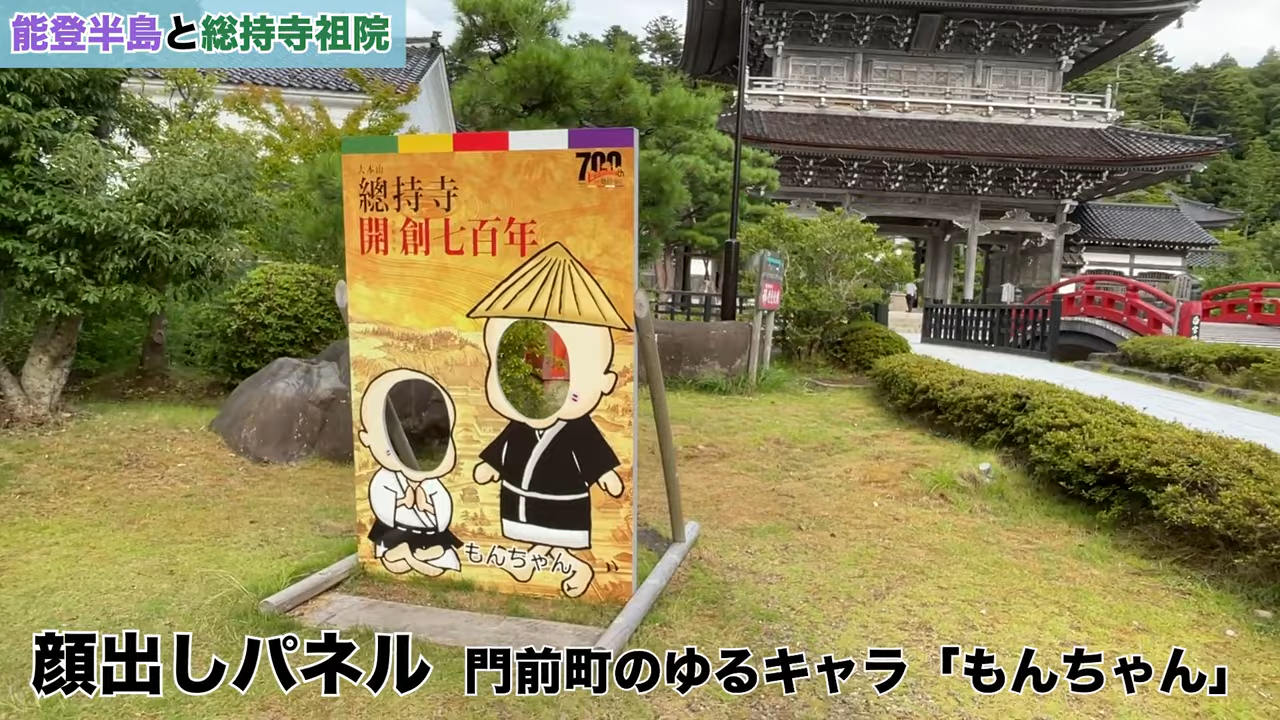 能登半島と総持寺祖院
大本山
總持寺
開創七百年
700th
もんちゃん
顔出しパネル 門前町のゆるキャラ「もんちゃん」